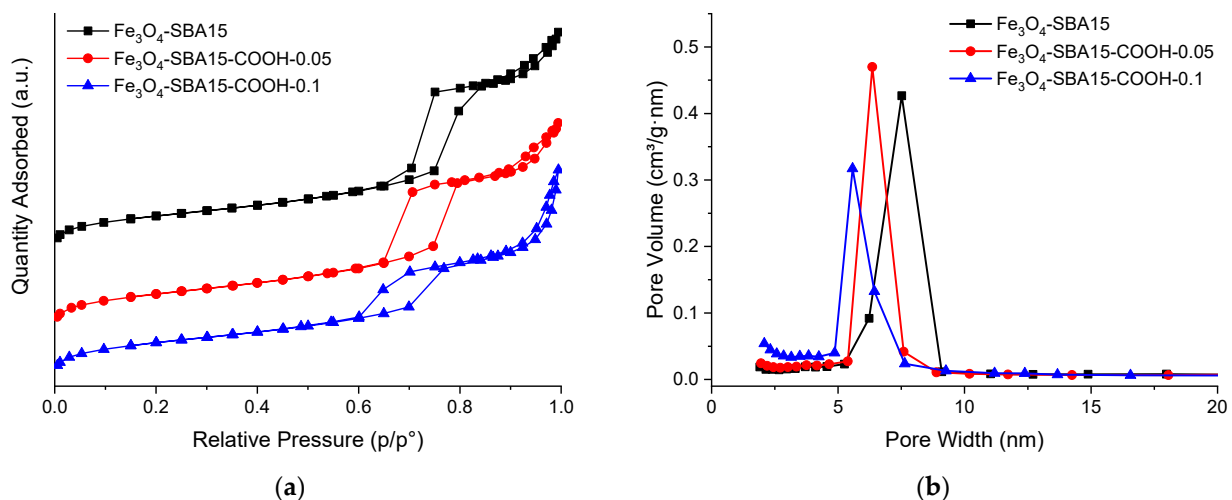 Fe₃O₄-SBA15
Fe₃O₄-SBA15-COOH-0.05
Fe₃O₄-SBA15-COOH-0.1
Quantity Adsorbed (a.u.)
0.0 0.2 0.4 0.6 0.8 1.0
Relative Pressure (p/p°)
(a)
Fe₃O₄-SBA15
Fe₃O₄-SBA15-COOH-0.05
Fe₃O₄-SBA15-COOH-0.1
Pore Volume (cm³/g·nm)
0.5
0.4
0.3
0.2
0.1
0.0
0 5 10 15 20
Pore Width (nm)
(b)